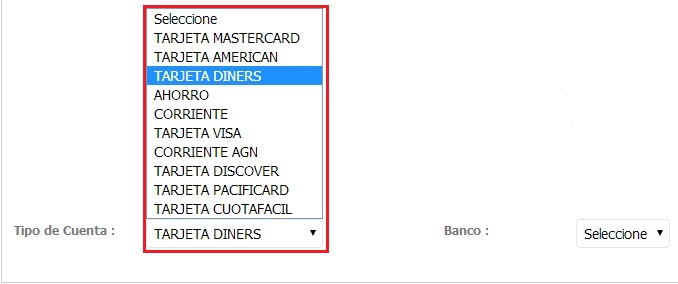 Seleccione
TARJETA MASTERCARD
TARJETA AMERICAN
TARJETA DINERS
AHORRO
CORRIENTE
TARJETA VISA
CORRIENTE AGN
TARJETA DISCOVER
TARJETA PACIFICARD
TARJETA CUOTAFACIL
Tipo de Cuenta : TARJETA DINERS Banco : Seleccione